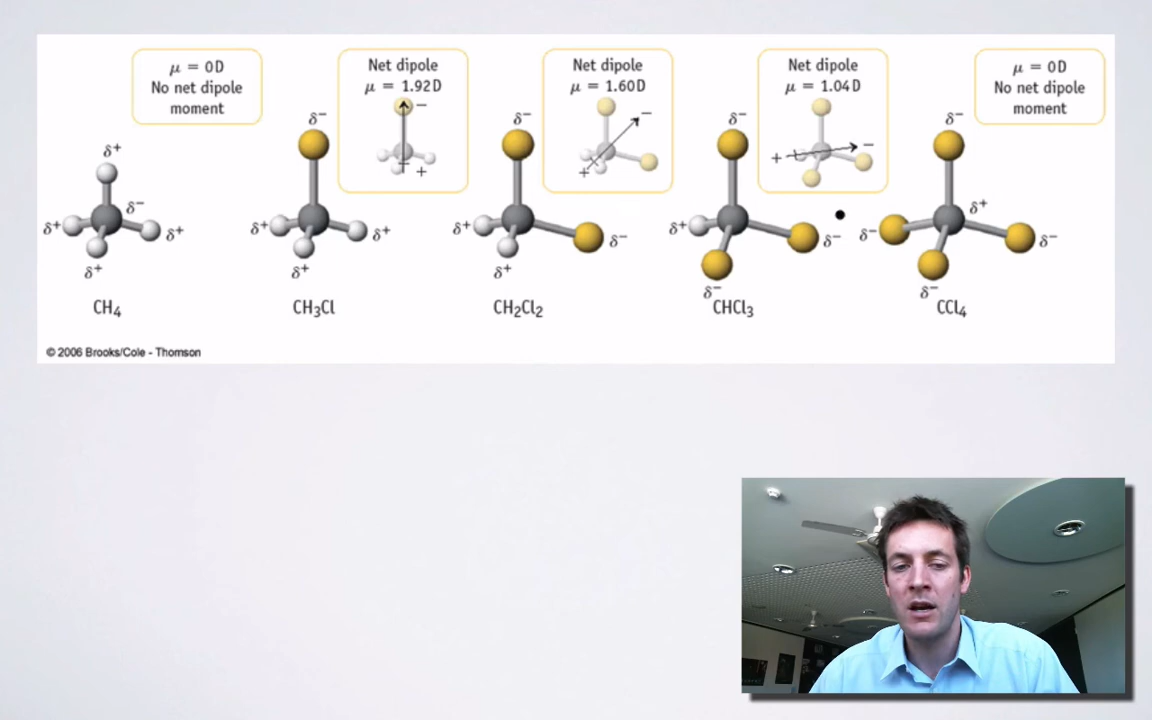 μ = 0D
No net dipole
moment
Net dipole
μ = 1.92D
Net dipole
μ = 1.60D
Net dipole
μ = 1.04D
μ = 0D
No net dipole
moment
δ+
δ-
δ+
δ+
δ+
δ-
−
+
δ+
δ+
δ+
δ-
−
+
δ+
δ-
δ+
δ-
−
+
δ+
δ-
δ-
δ-
δ+
δ-
δ-
δ-
CH4
CH3Cl
CH2Cl2
CHCl3
CCl4
© 2006 Brooks/Cole - Thomson